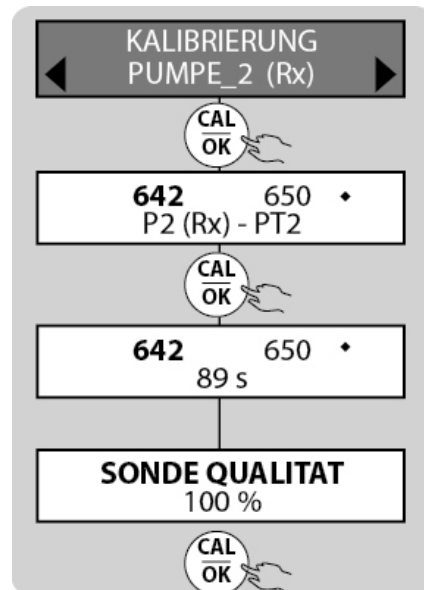 KALIBRIERUNG
PUMPE_2 (Rx)
CAL
OK
642 650
P2 (Rx) - PT2
CAL
OK
642 650
89 s
SONDE QUALITAT
100 %
CAL
OK